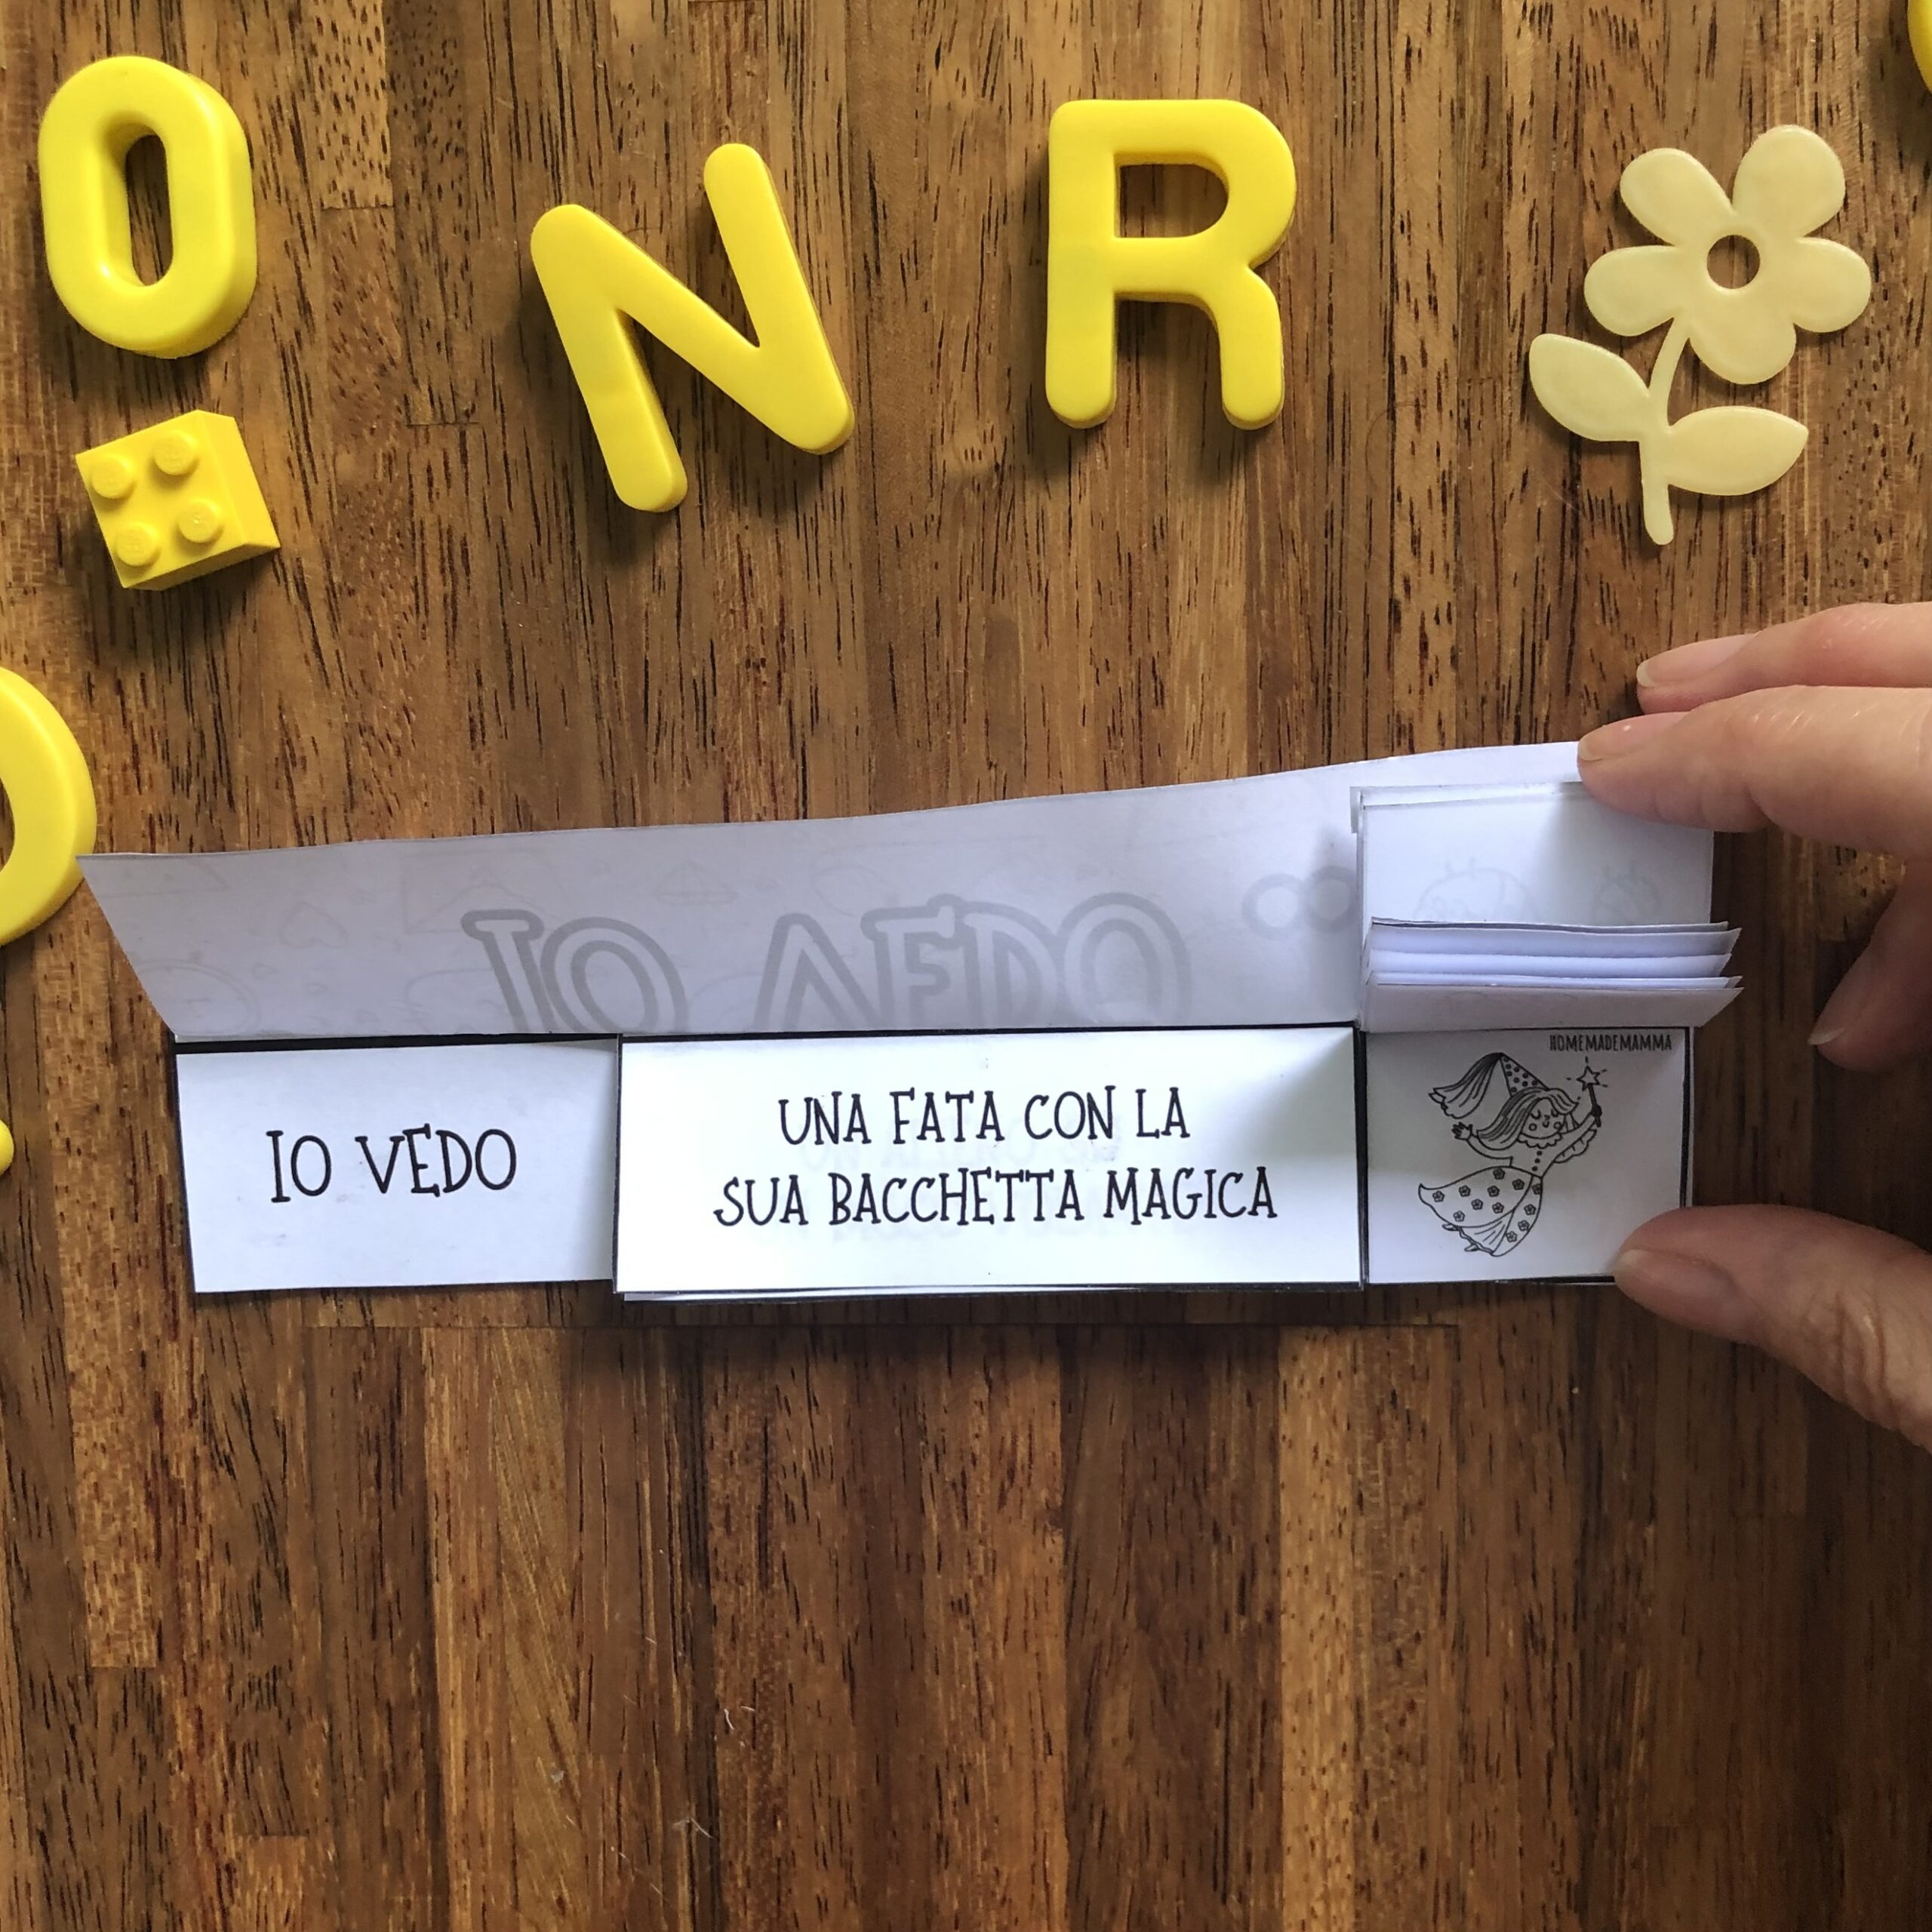 O N R
HOMEMADEMAMMA
IO VEDO
UNA FATA CON LA
SUA BACCHETTA MAGICA